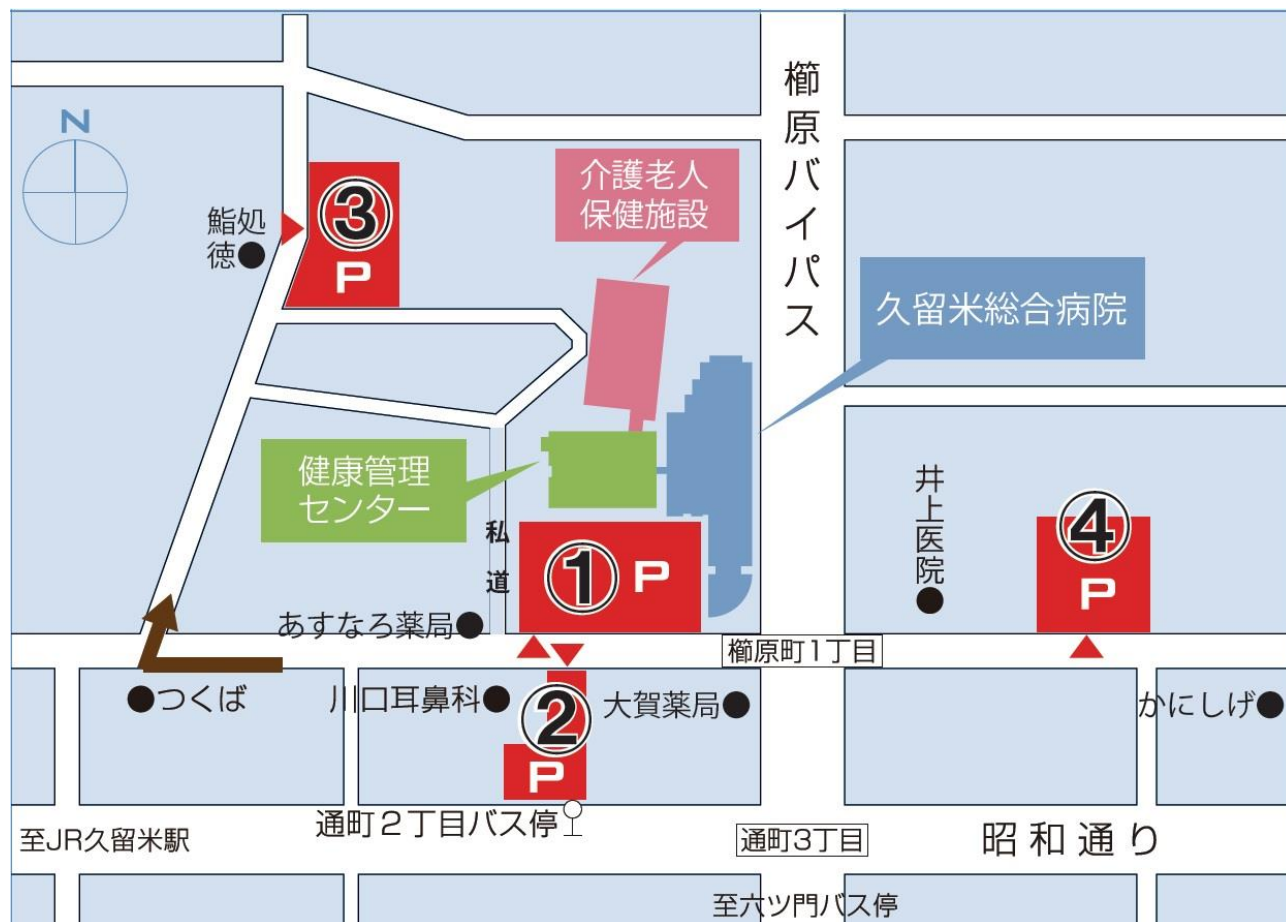 N
櫛原バイパス
介護老人
保健施設
③
P
鮨処
徳●
久留米総合病院
健康管理
センター
井上医院●
④
P
私道
①P
あすなろ薬局●
櫛原町1丁目
●つくば
川口耳鼻科●
②
P
大賀薬局●
かにしげ●
通町2丁目バス停
至JR久留米駅
通町3丁目
昭和通り
至六ツ門バス停